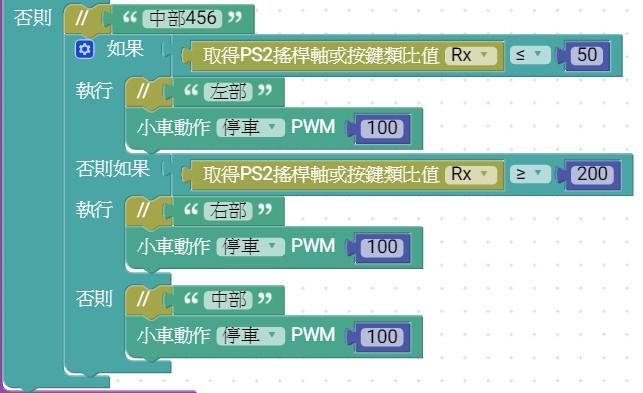 否則 // “ 中部456 ”
如果 取得PS2搖桿軸或按鍵類比值 Rx ≤ 50
執行 // “ 左部 ”
小車動作 停車 PWM 100
否則如果 取得PS2搖桿軸或按鍵類比值 Rx ≥ 200
執行 // “ 右部 ”
小車動作 停車 PWM 100
否則 // “ 中部 ”
小車動作 停車 PWM 100